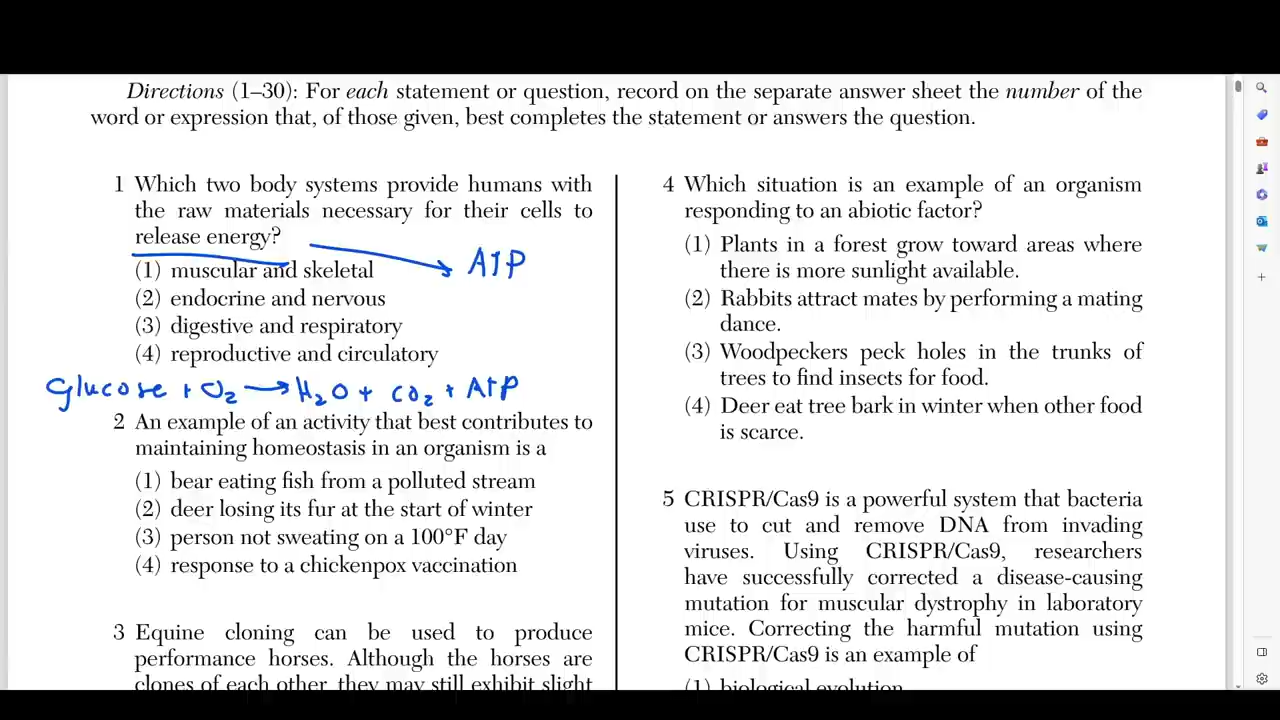 Directions (1–30): For each statement or question, record on the separate answer sheet the number of the
word or expression that, of those given, best completes the statement or answers the question.
1 Which two body systems provide humans with
the raw materials necessary for their cells to
release energy?
ATP
(1) muscular and skeletal
(2) endocrine and nervous
(3) digestive and respiratory
(4) reproductive and circulatory
Glucose + O2 → H2O + CO2 + ATP
2 An example of an activity that best contributes to
maintaining homeostasis in an organism is a
(1) bear eating fish from a polluted stream
(2) deer losing its fur at the start of winter
(3) person not sweating on a 100°F day
(4) response to a chickenpox vaccination
3 Equine cloning can be used to produce
performance horses. Although the horses are
clones of each other, they may still exhibit slight
4 Which situation is an example of an organism
responding to an abiotic factor?
(1) Plants in a forest grow toward areas where
there is more sunlight available.
(2) Rabbits attract mates by performing a mating
dance.
(3) Woodpeckers peck holes in the trunks of
trees to find insects for food.
(4) Deer eat tree bark in winter when other food
is scarce.
5 CRISPR/Cas9 is a powerful system that bacteria
use to cut and remove DNA from invading
viruses. Using CRISPR/Cas9, researchers
have successfully corrected a disease-causing
mutation for muscular dystrophy in laboratory
mice. Correcting the harmful mutation using
CRISPR/Cas9 is an example of
(1) biological evolution